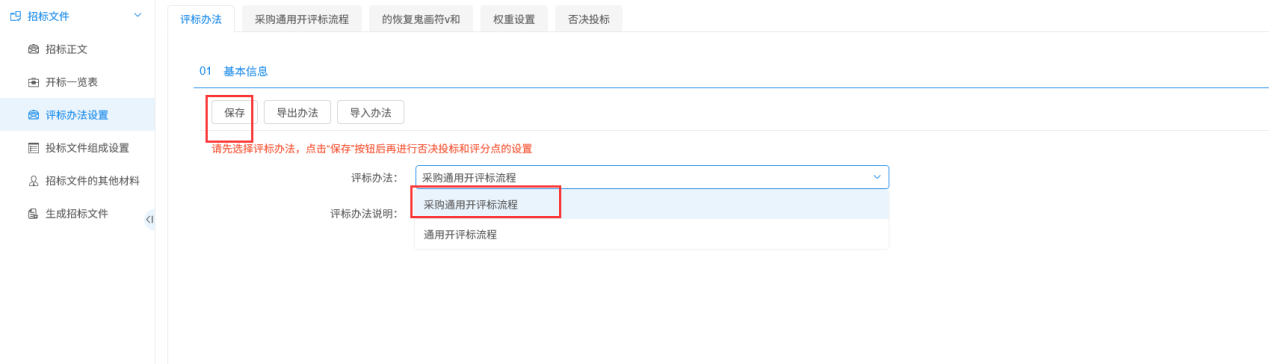 招标文件
招标正文
开标一览表
评标办法设置
投标文件组成设置
招标文件的其他材料
生成招标文件
评标办法 采购通用开评标流程 的恢复鬼画符v和 权重设置 否决投标
01 基本信息
保存 导出办法 导入办法
请先选择评标办法，点击“保存”按钮后再进行否决投标和评分点的设置
评标办法： 采购通用开评标流程
采购通用开评标流程
评标办法说明：
通用开评标流程